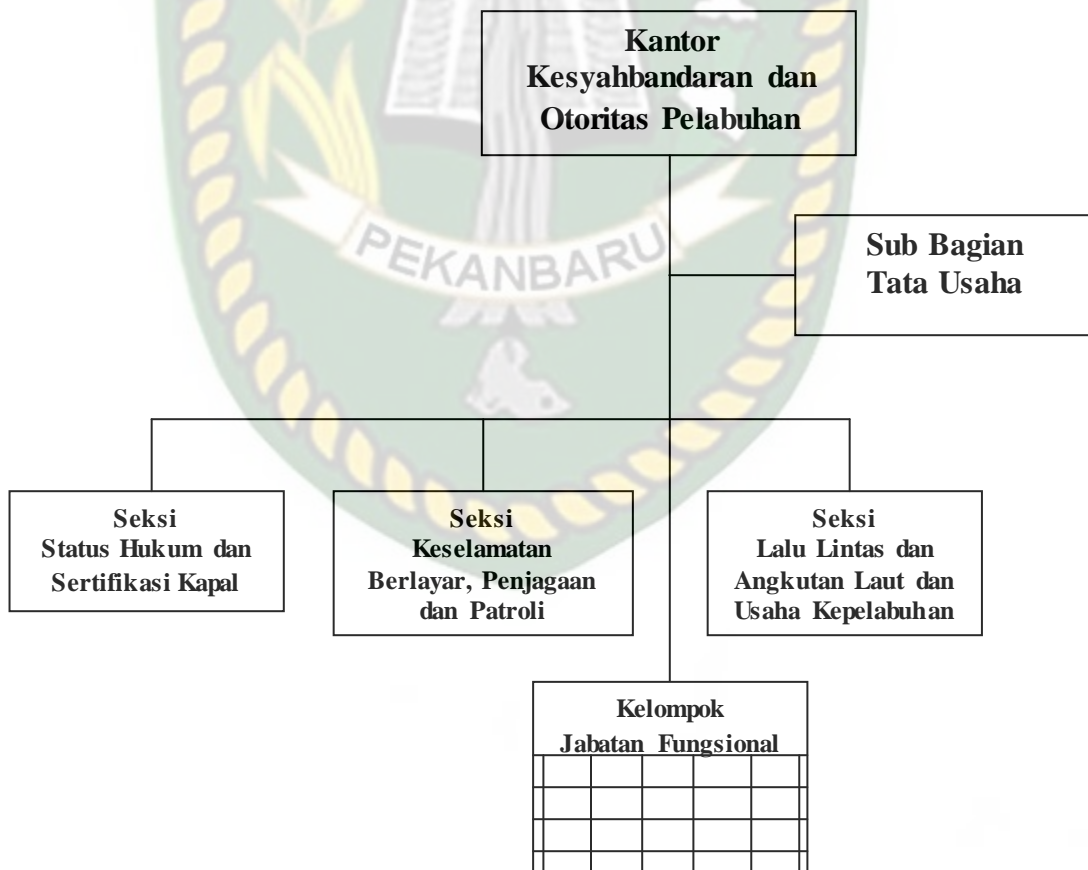 Kantor
Kesyahbandaran dan
Otoritas Pelabuhan
PEKANBARU
Sub Bagian
Tata Usaha
Seksi
Status Hukum dan
Sertifikasi Kapal
Seksi
Keselamatan
Berlayar, Penjagaan
dan Patroli
Seksi
Lalu Lintas dan
Angkutan Laut dan
Usaha Kepelabuhan
Kelompok
Jabatan Fungsional